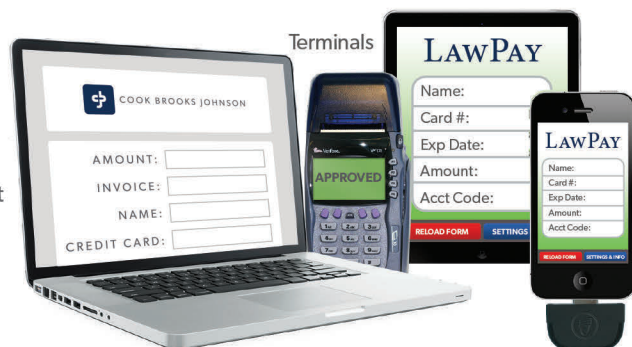 Terminals
COOK BROOKS JOHNSON
AMOUNT:
INVOICE:
NAME:
CREDIT CARD:
APPROVED
LAWPAY
Name:
Card #:
Exp Date:
Amount:
Acct Code:
RELOAD FORM
SETTINGS
LAWPAY
Name:
Card #:
Exp Date:
Amount:
Acct Code:
RELOAD FORM
SETTINGS & INFO